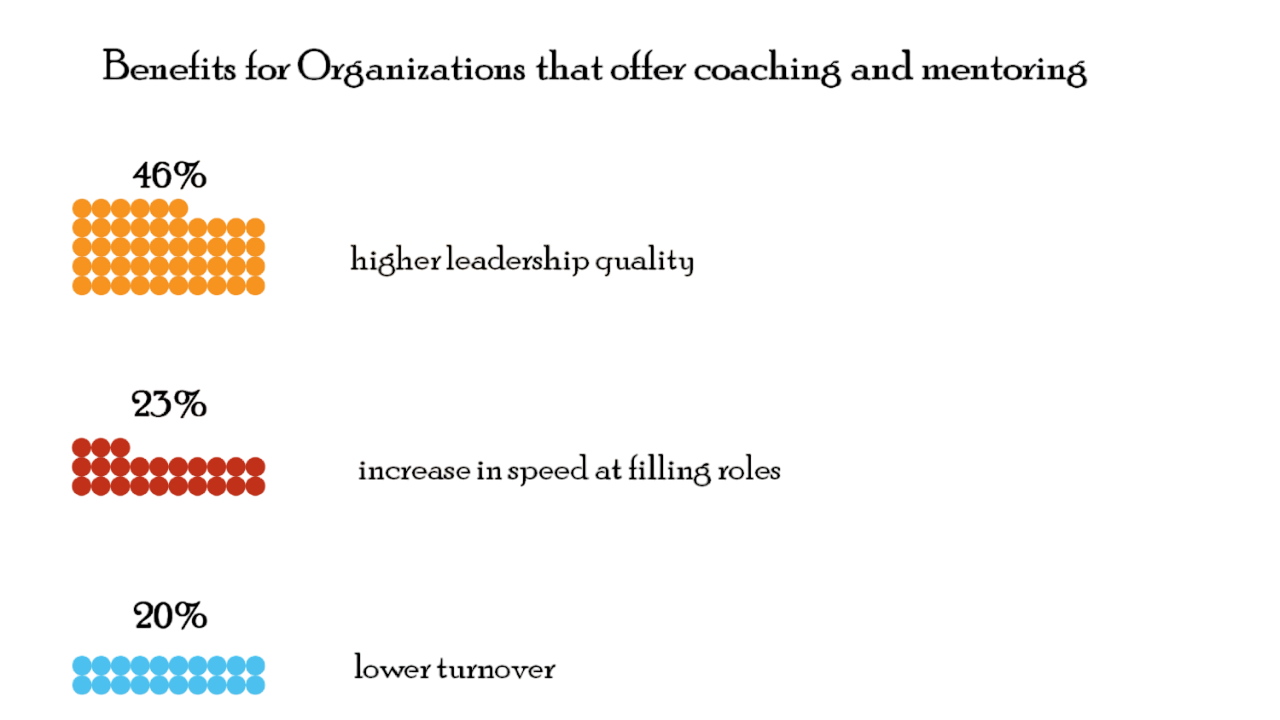 Benefits for Organizations that offer coaching and mentoring
46%
higher leadership quality
23%
increase in speed at filling roles
20%
lower turnover